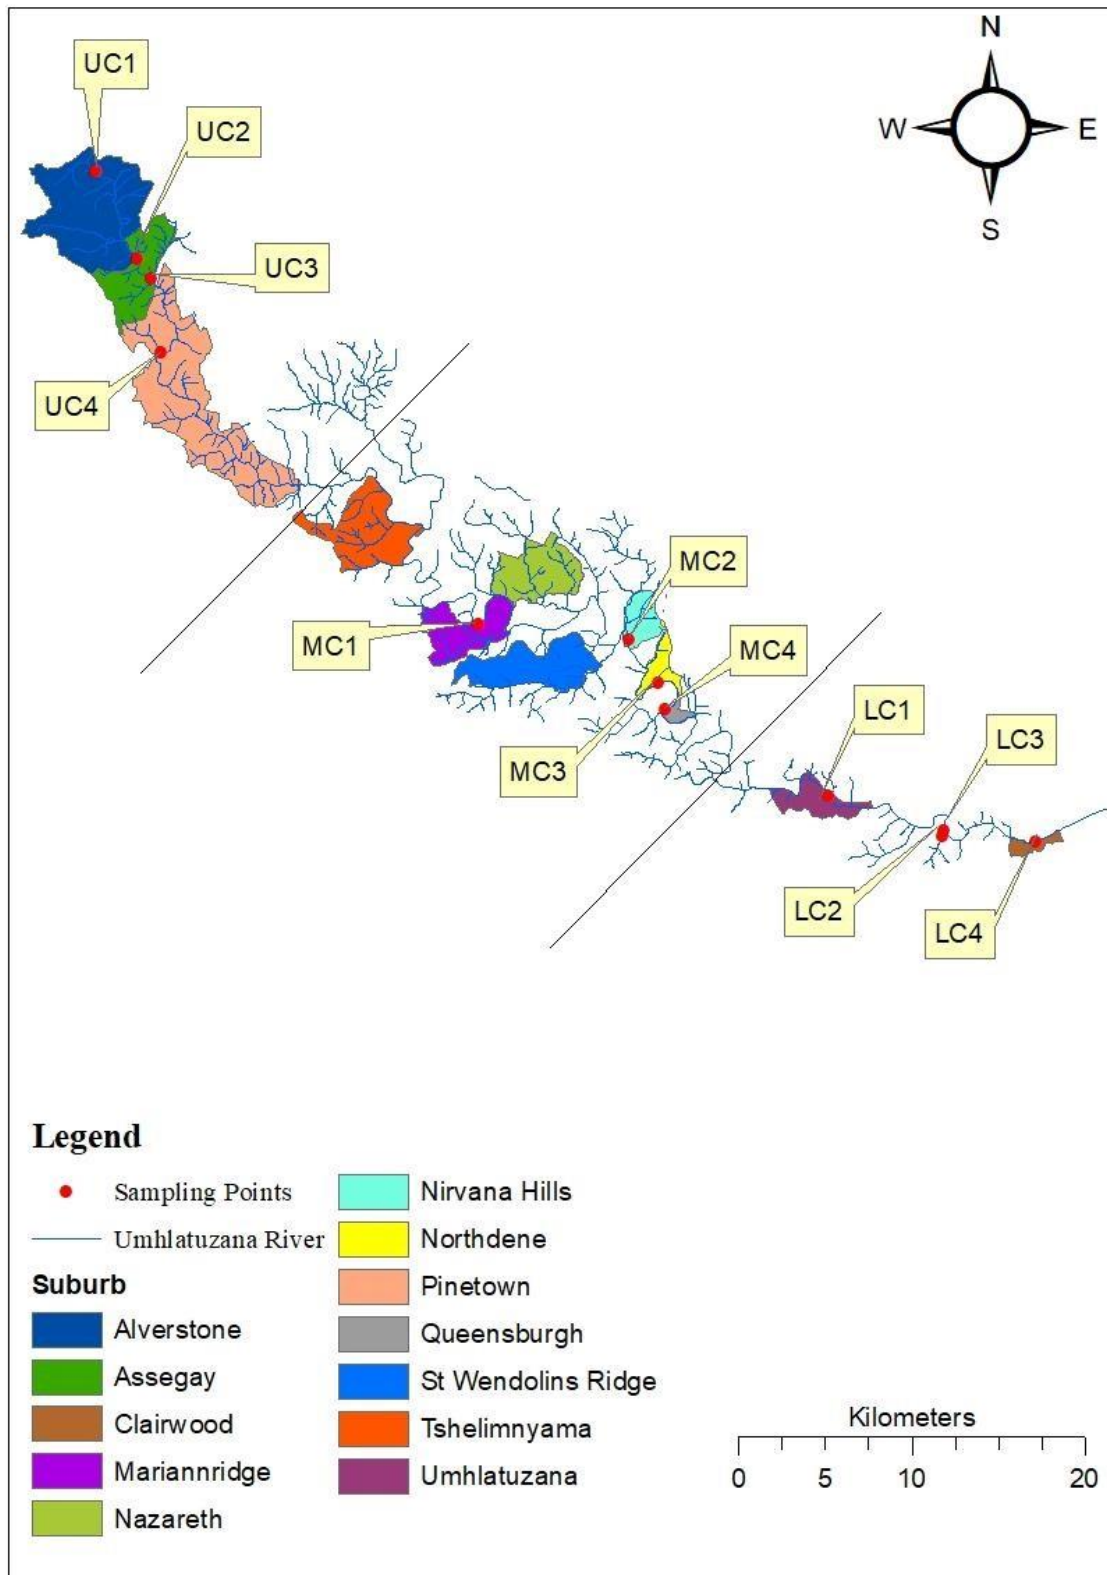 N
W E
S
UC1
UC2
UC3
UC4
MC1
MC2
MC4
MC3
LC1
LC3
LC2
LC4
Legend
Sampling Points
Umhlatuzana River
Suburb
Alverstone
Assegay
Clairwood
Mariannridge
Nazareth
Nirvana Hills
Northdene
Pinetown
Queensburgh
St Wendolins Ridge
Tshelimnyama
Umhlatuzana
Kilometers
0 5 10 20